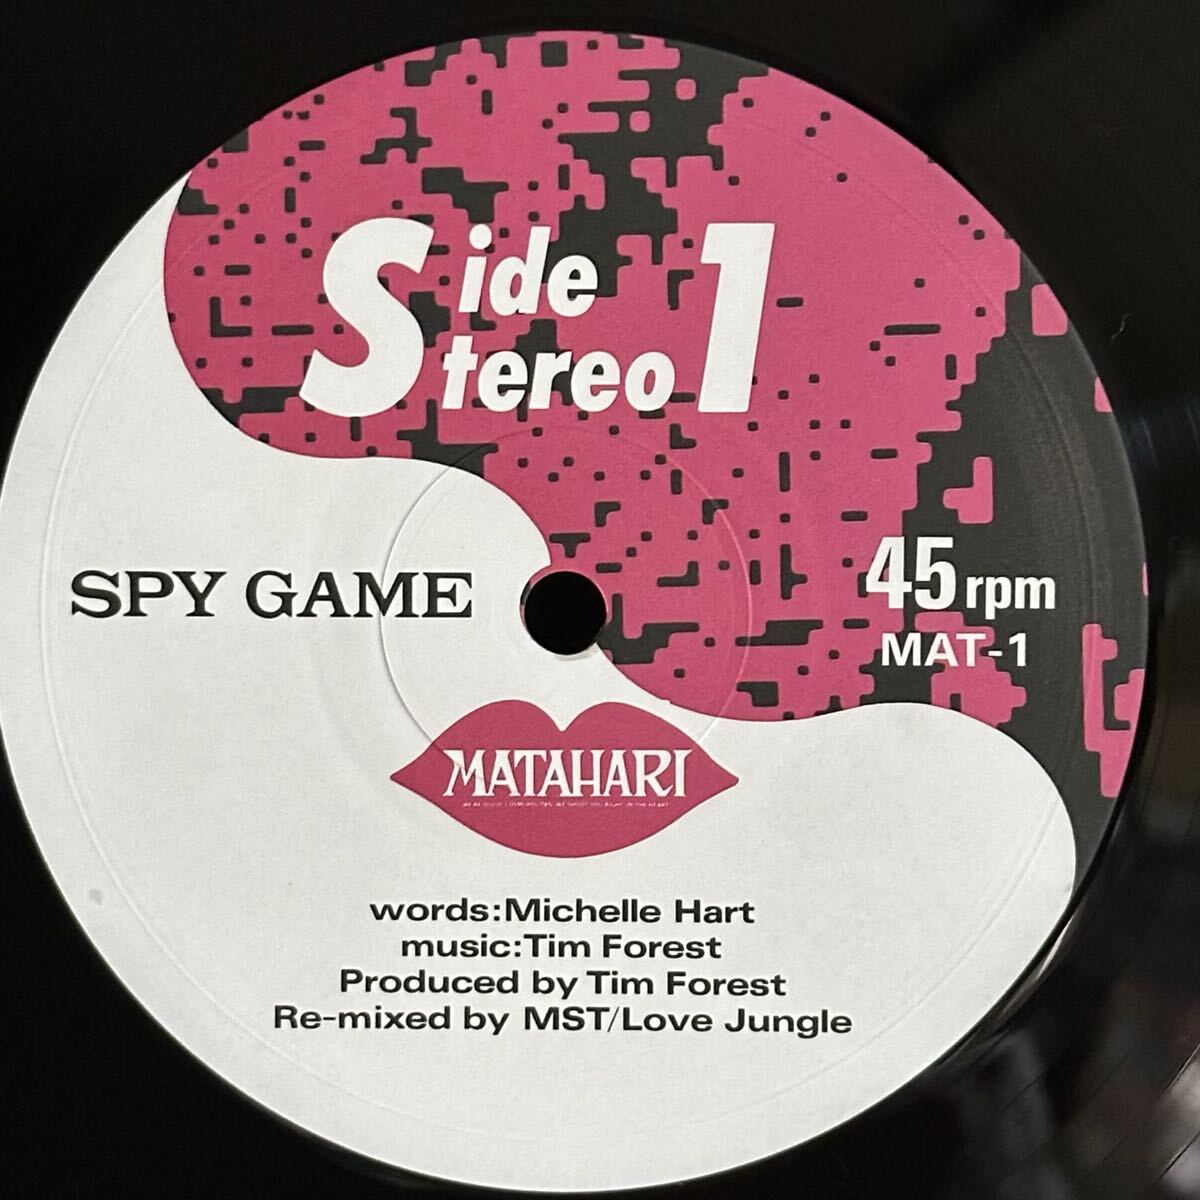 Side 1
Stereo
SPY GAME
45 rpm
MAT-1
MATAHARI
words:Michelle Hart
music:Tim Forest
Produced by Tim Forest
Re-mixed by MST/Love Jungle